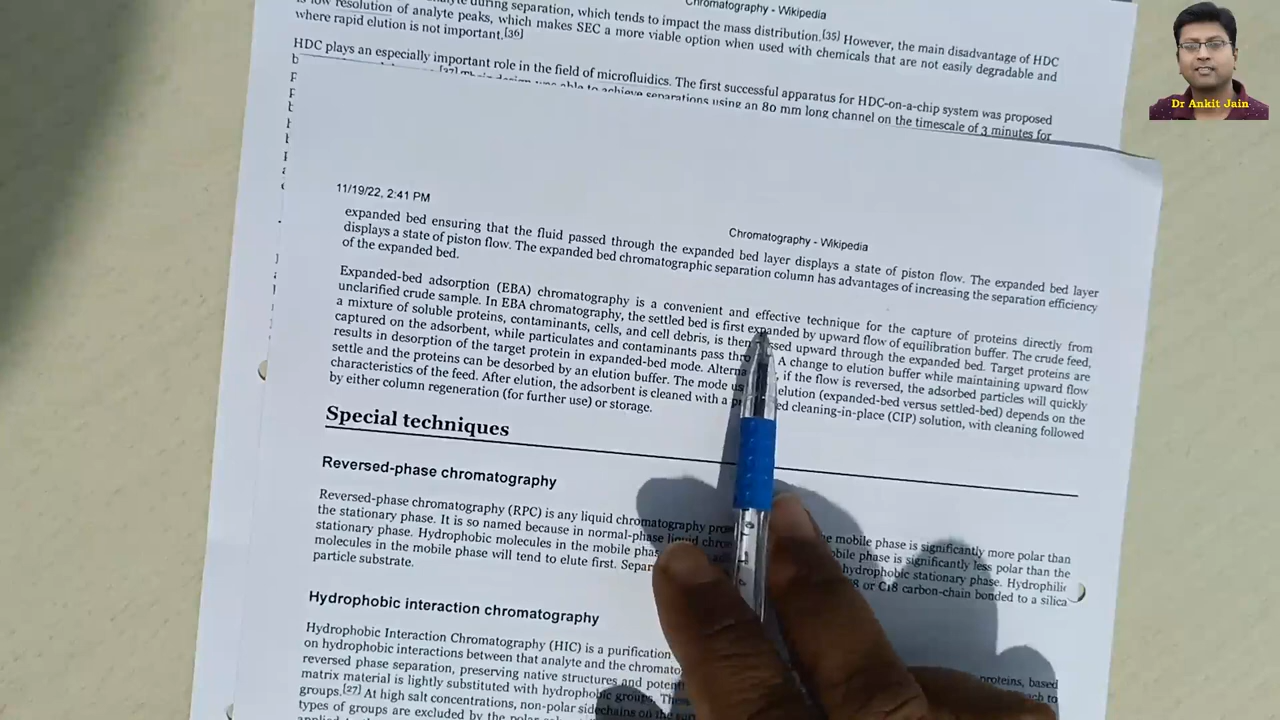 Chromatography - Wikipedia
during separation, which tends to impact the mass distribution.[35] However, the main disadvantage of HDC
is low resolution of analyte peaks, which makes SEC a more viable option when used with chemicals that are not easily degradable and
where rapid elution is not important.[36]
HDC plays an especially important role in the field of microfluidics. The first successful apparatus for HDC-on-a-chip system was proposed
able to achieve separations using an 80 mm long channel on the timescale of 3 minutes for
Dr Ankit Jain
11/19/22, 2:41 PM
Chromatography - Wikipedia
expanded bed ensuring that the fluid passed through the expanded bed layer displays a state of piston flow. The expanded bed layer
displays a state of piston flow. The expanded bed chromatographic separation column has advantages of increasing the separation efficiency
of the expanded bed.
Expanded-bed adsorption (EBA) chromatography is a convenient and effective technique for the capture of proteins directly from
unclarified crude sample. In EBA chromatography, the settled bed is first expanded by upward flow of equilibration buffer. The crude feed,
a mixture of soluble proteins, contaminants, cells, and cell debris, is then upward through the expanded bed. Target proteins are
captured on the adsorbent, while particulates and contaminants pass A change to elution buffer while maintaining upward flow
results in desorption of the target protein in expanded-bed mode. if the flow is reversed, the adsorbed particles will quickly
settle and the proteins can be desorbed by an elution buffer. The mode elution (expanded-bed versus settled-bed) depends on the
characteristics of the feed. After elution, the adsorbent is cleaned with a cleaning-in-place (CIP) solution, with cleaning followed
by either column regeneration (for further use) or storage.
Special techniques
Reversed-phase chromatography
Reversed-phase chromatography (RPC) is any liquid chromatography the mobile phase is significantly more polar than
the stationary phase. It is so named because in normal-phase liquid mobile phase is significantly less polar than the
stationary phase. Hydrophobic molecules in the mobile hydrophobic stationary phase. Hydrophilic
molecules in the mobile phase will tend to elute first. or C18 carbon-chain bonded to a silica
particle substrate.
Hydrophobic interaction chromatography
Hydrophobic Interaction Chromatography (HIC) is a purification proteins, based
on hydrophobic interactions between that analyte and the to
reversed phase separation, preserving native structures and
matrix material is lightly substituted with hydrophobic groups.
groups.[27] At high salt concentrations, non-polar sidechains on the
types of groups are excluded by the polar